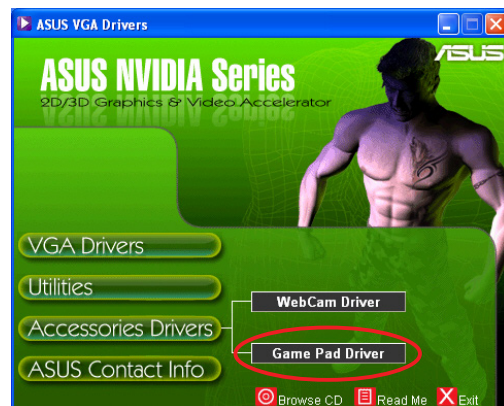 ASUS VGA Drivers
ASUS
ASUS NVIDIA Series
2D/3D Graphics & Video Accelerator
VGA Drivers
Utilities
WebCam Driver
Accessories Drivers
Game Pad Driver
ASUS Contact Info
Browse CD Read Me Exit